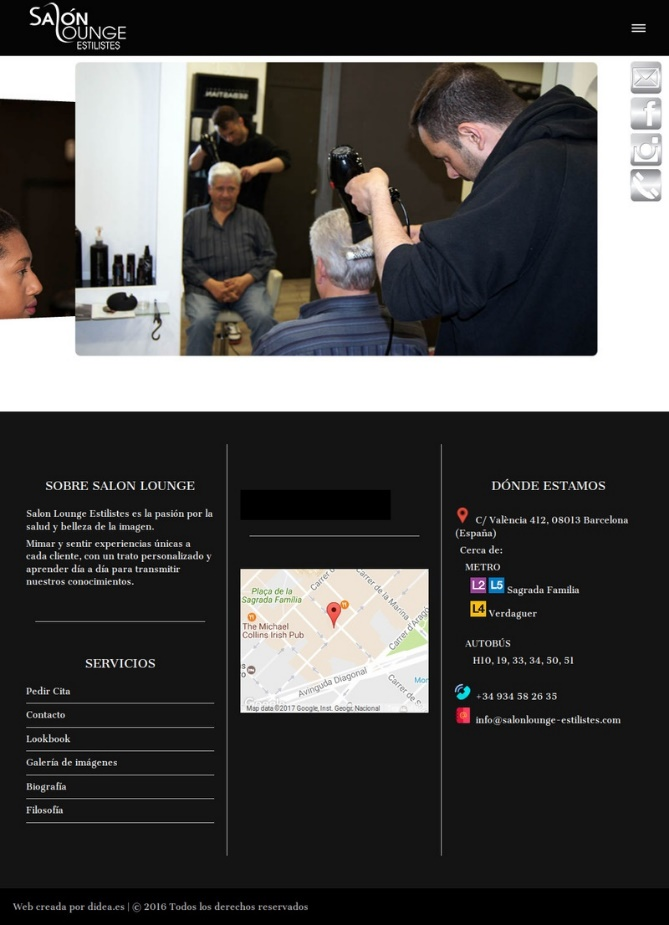 SALÓN
LOUNGE
ESTILISTES
SOBRE SALON LOUNGE
Salon Lounge Estilistes es la pasión por la
salud y belleza de la imagen.
Mimar y sentir experiencias únicas a
cada cliente, con un trato personalizado y
aprender día a día para transmitir
nuestros conocimientos.
SERVICIOS
Pedir Cita
Contacto
Lookbook
Galería de imágenes
Biografía
Filosofía
Plaça de la
Sagrada Família
The Michael
Collins Irish Pub
Carrer de la Marina
Carrer d'Aragó
Avinguda Diagonal
Map data ©2017 Google, Inst. Geogr. Nacional
DÓNDE ESTAMOS
C/ València 412, 08013 Barcelona
(España)
Cerca de:
METRO
L2 L5 Sagrada Familia
L4 Verdaguer
AUTOBÚS
H10, 19, 33, 34, 50, 51
+34 934 58 26 35
info@salonlounge-estilistes.com
Web creada por didea.es | © 2016 Todos los derechos reservados